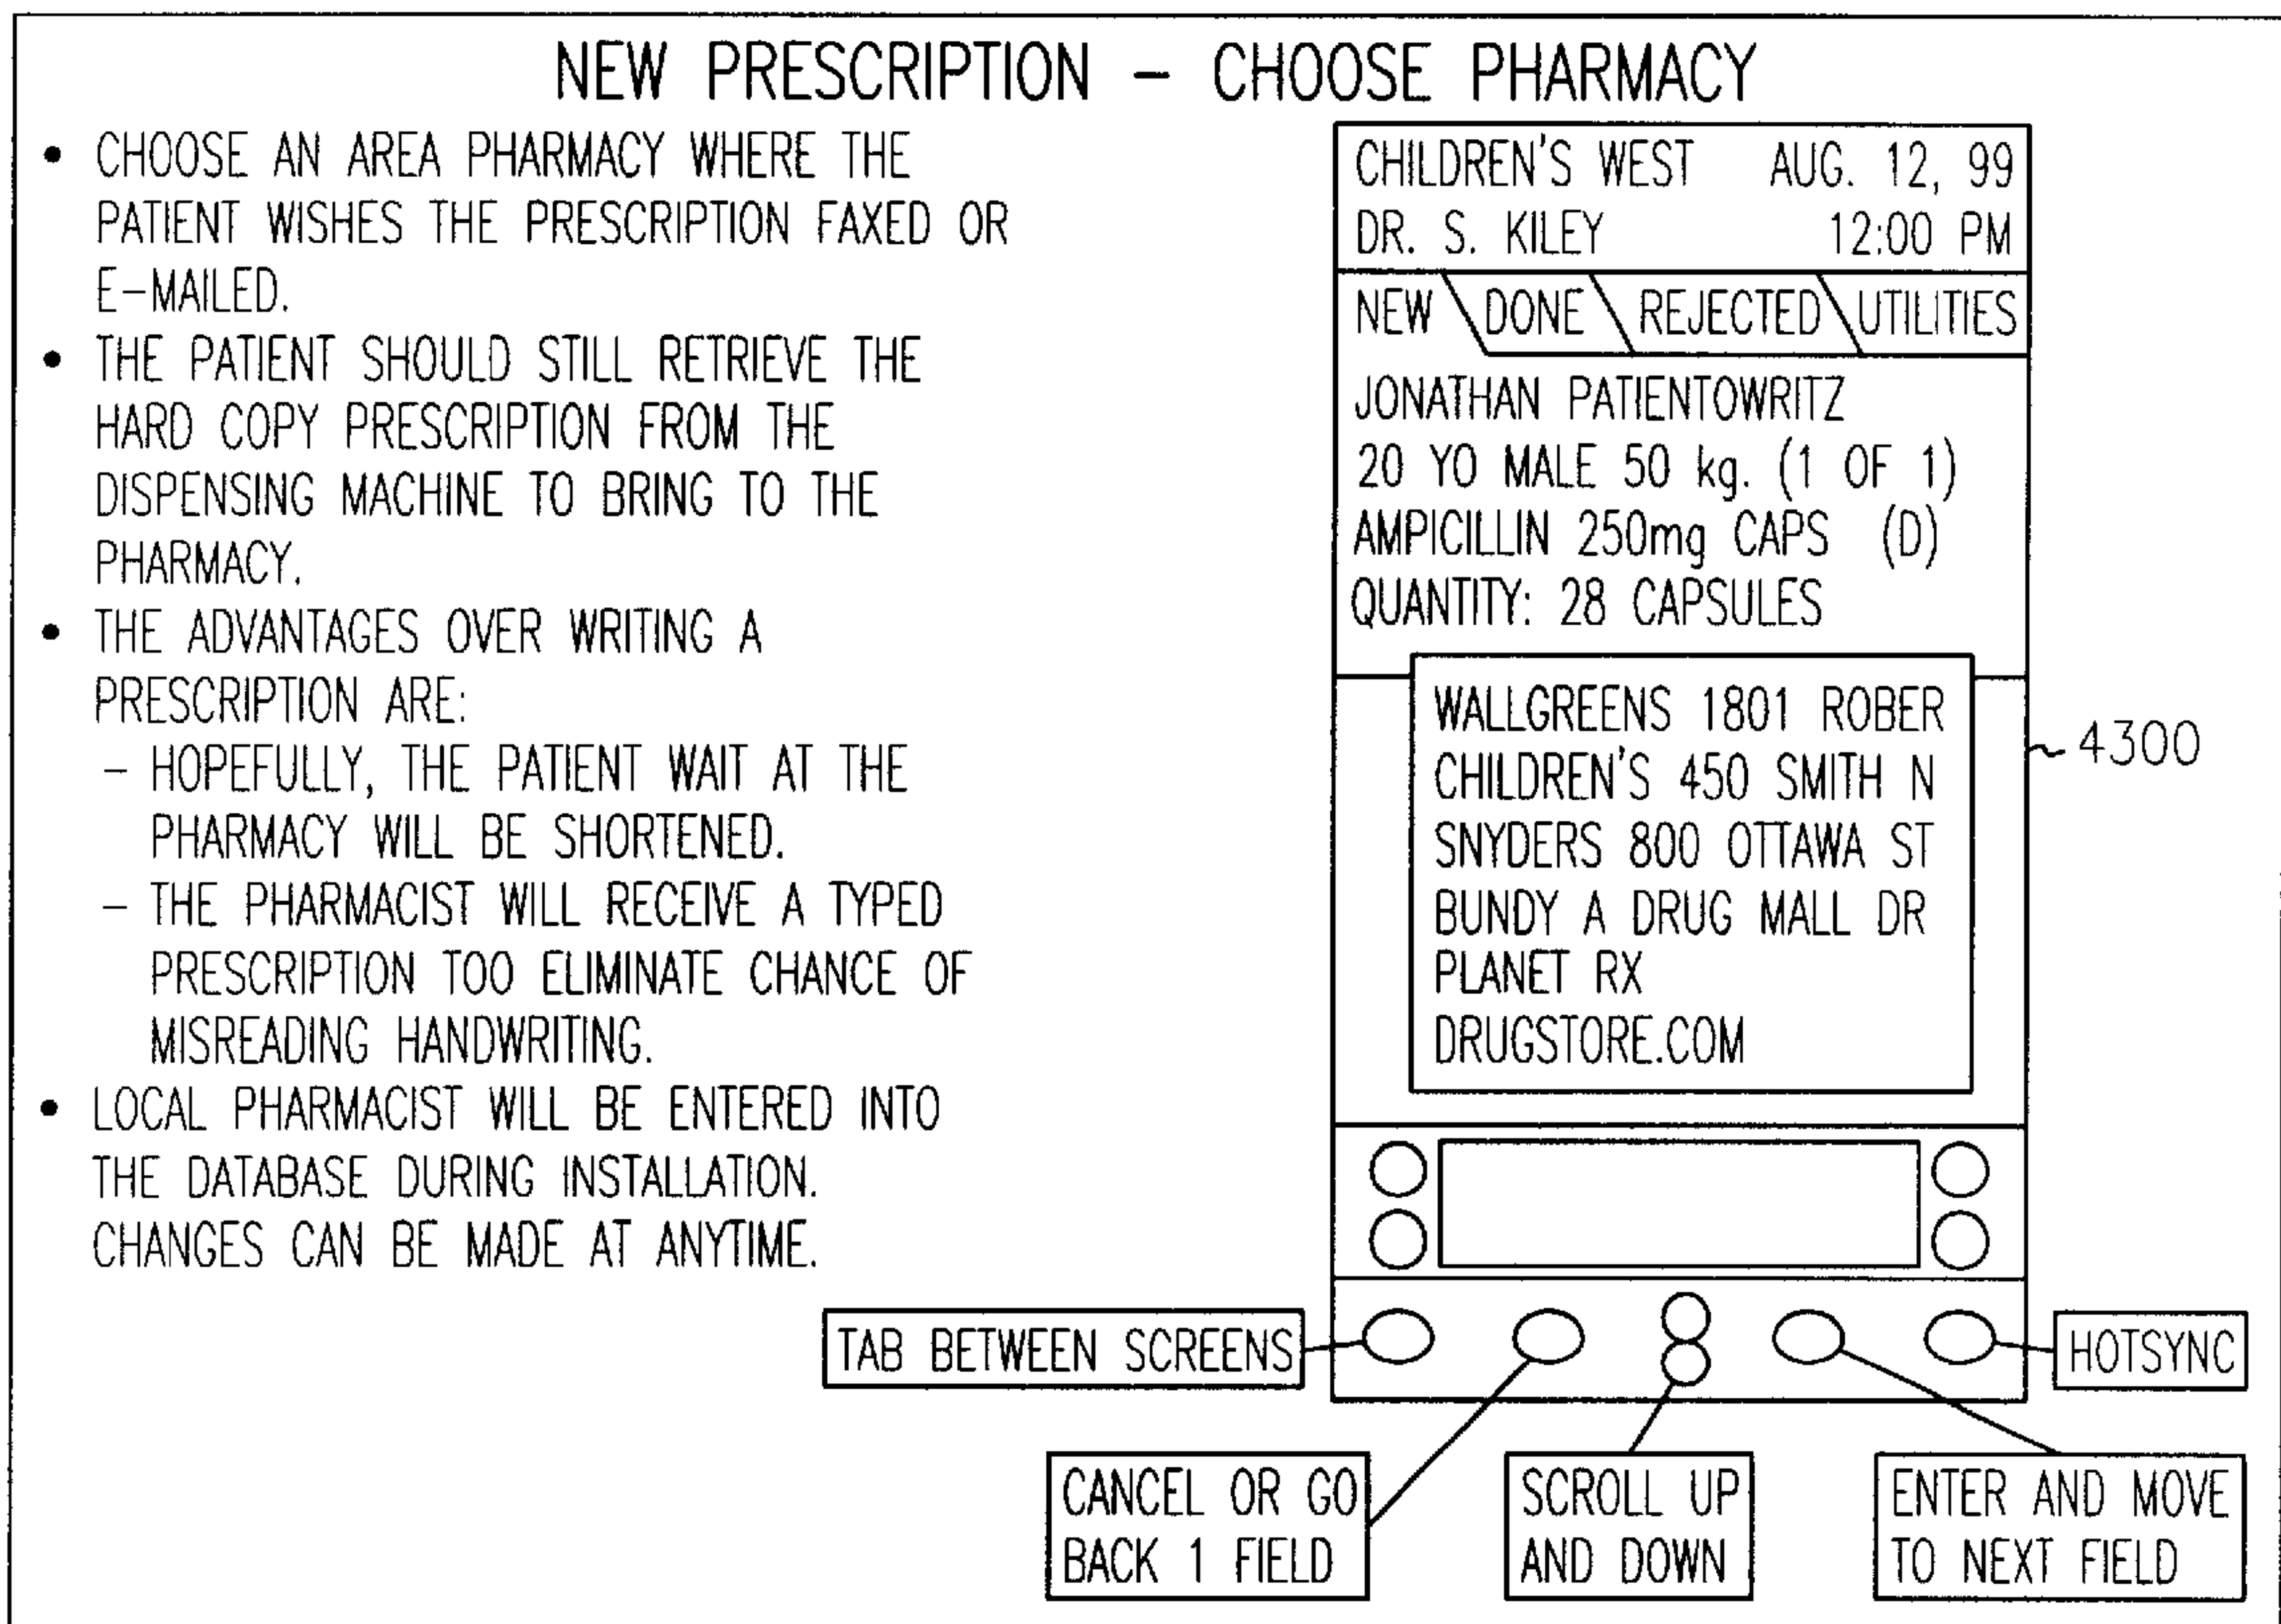 NEW PRESCRIPTION – CHOOSE PHARMACY
• CHOOSE AN AREA PHARMACY WHERE THE
PATIENT WISHES THE PRESCRIPTION FAXED OR
E-MAILED.
• THE PATIENT SHOULD STILL RETRIEVE THE
HARD COPY PRESCRIPTION FROM THE
DISPENSING MACHINE TO BRING TO THE
PHARMACY.
• THE ADVANTAGES OVER WRITING A
PRESCRIPTION ARE:
– HOPEFULLY, THE PATIENT WAIT AT THE
PHARMACY WILL BE SHORTENED.
– THE PHARMACIST WILL RECEIVE A TYPED
PRESCRIPTION TOO ELIMINATE CHANCE OF
MISREADING HANDWRITING.
• LOCAL PHARMACIST WILL BE ENTERED INTO
THE DATABASE DURING INSTALLATION.
CHANGES CAN BE MADE AT ANYTIME.
CHILDREN'S WEST AUG. 12, 99
DR. S. KILEY 12:00 PM
NEW DONE REJECTED UTILITIES
JONATHAN PATIENTOWRITZ
20 YO MALE 50 kg. (1 OF 1)
AMPICILLIN 250mg CAPS (D)
QUANTITY: 28 CAPSULES
WALLGREENS 1801 ROBER
CHILDREN'S 450 SMITH N
SNYDERS 800 OTTAWA ST
BUNDY A DRUG MALL DR
PLANET RX
DRUGSTORE.COM
4300
TAB BETWEEN SCREENS
HOTSYNC
CANCEL OR GO
BACK 1 FIELD
SCROLL UP
AND DOWN
ENTER AND MOVE
TO NEXT FIELD